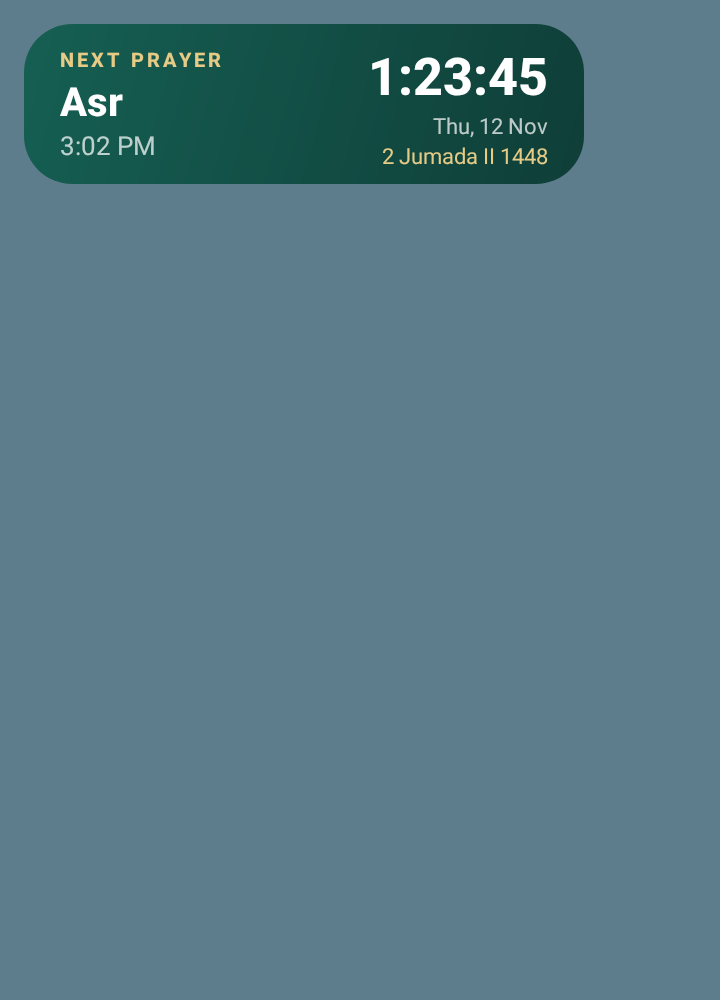 NEXT PRAYER
Asr
3:02 PM
1:23:45
Thu, 12 Nov
2 Jumada II 1448